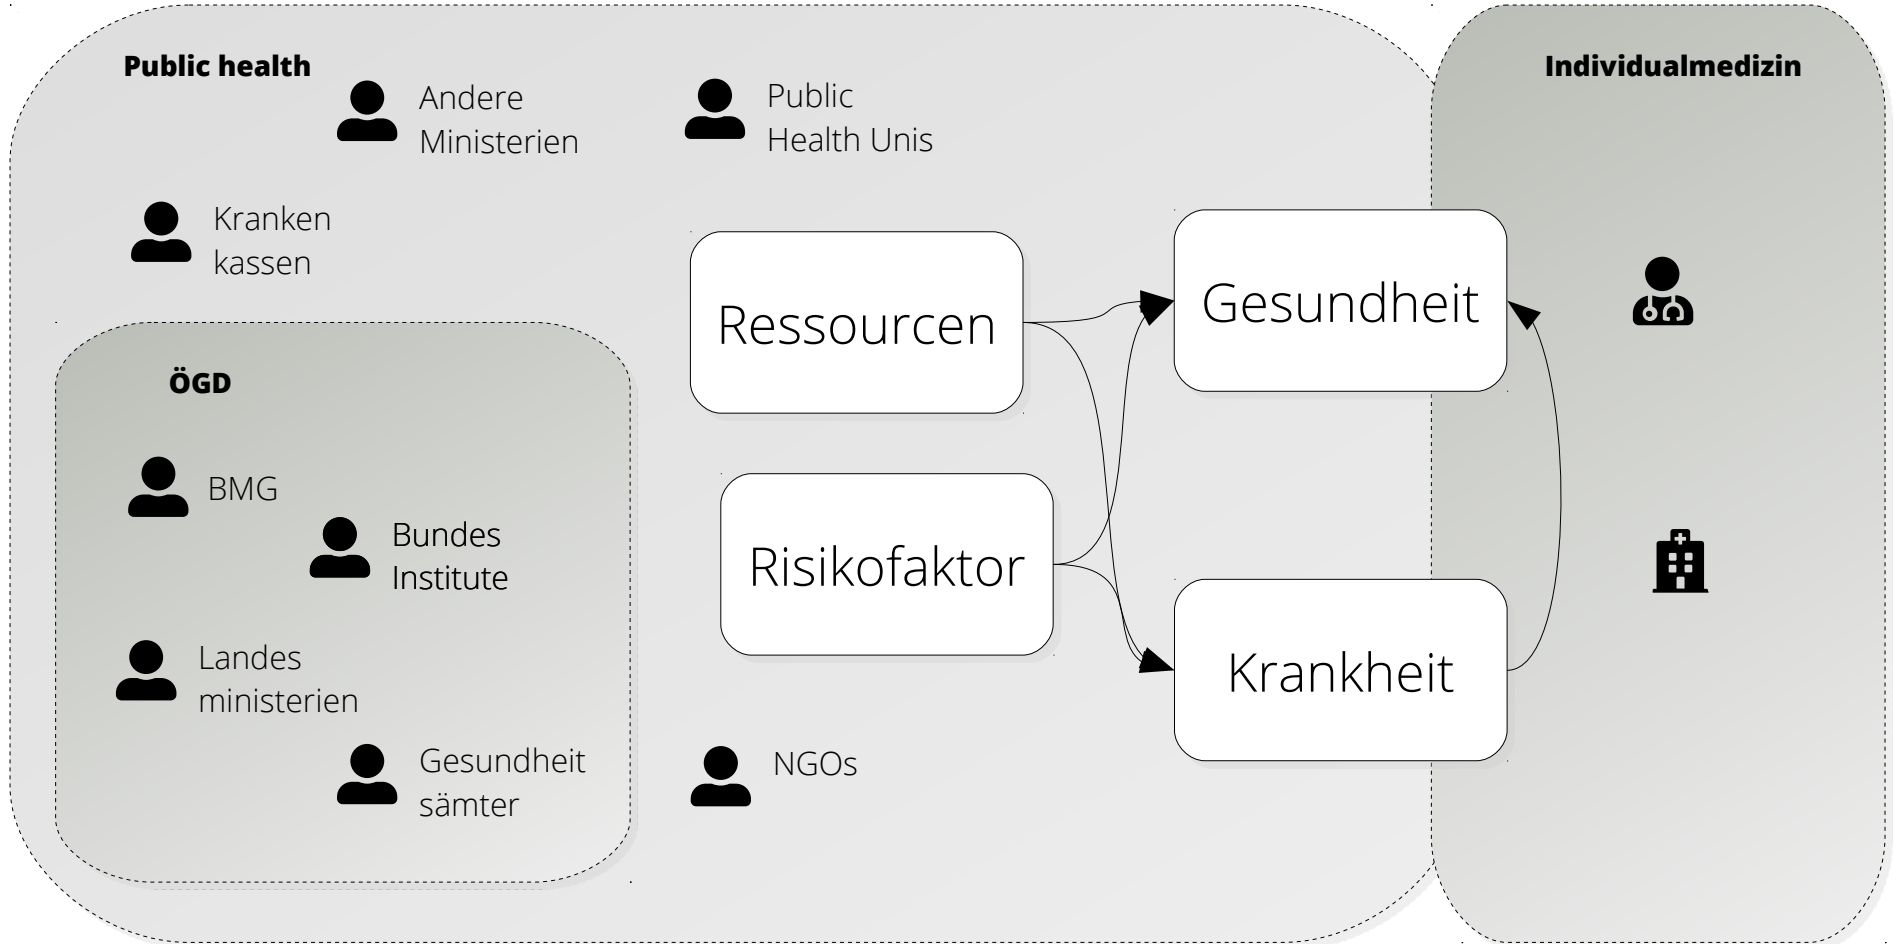 Public health
Andere
Ministerien
Public
Health Unis
Individualmedizin
Kranken
kassen
Ressourcen
Gesundheit
ÖGD
BMG
Bundes
Institute
Risikofaktor
Landes
ministerien
Krankheit
Gesundheit
sämter
NGOs